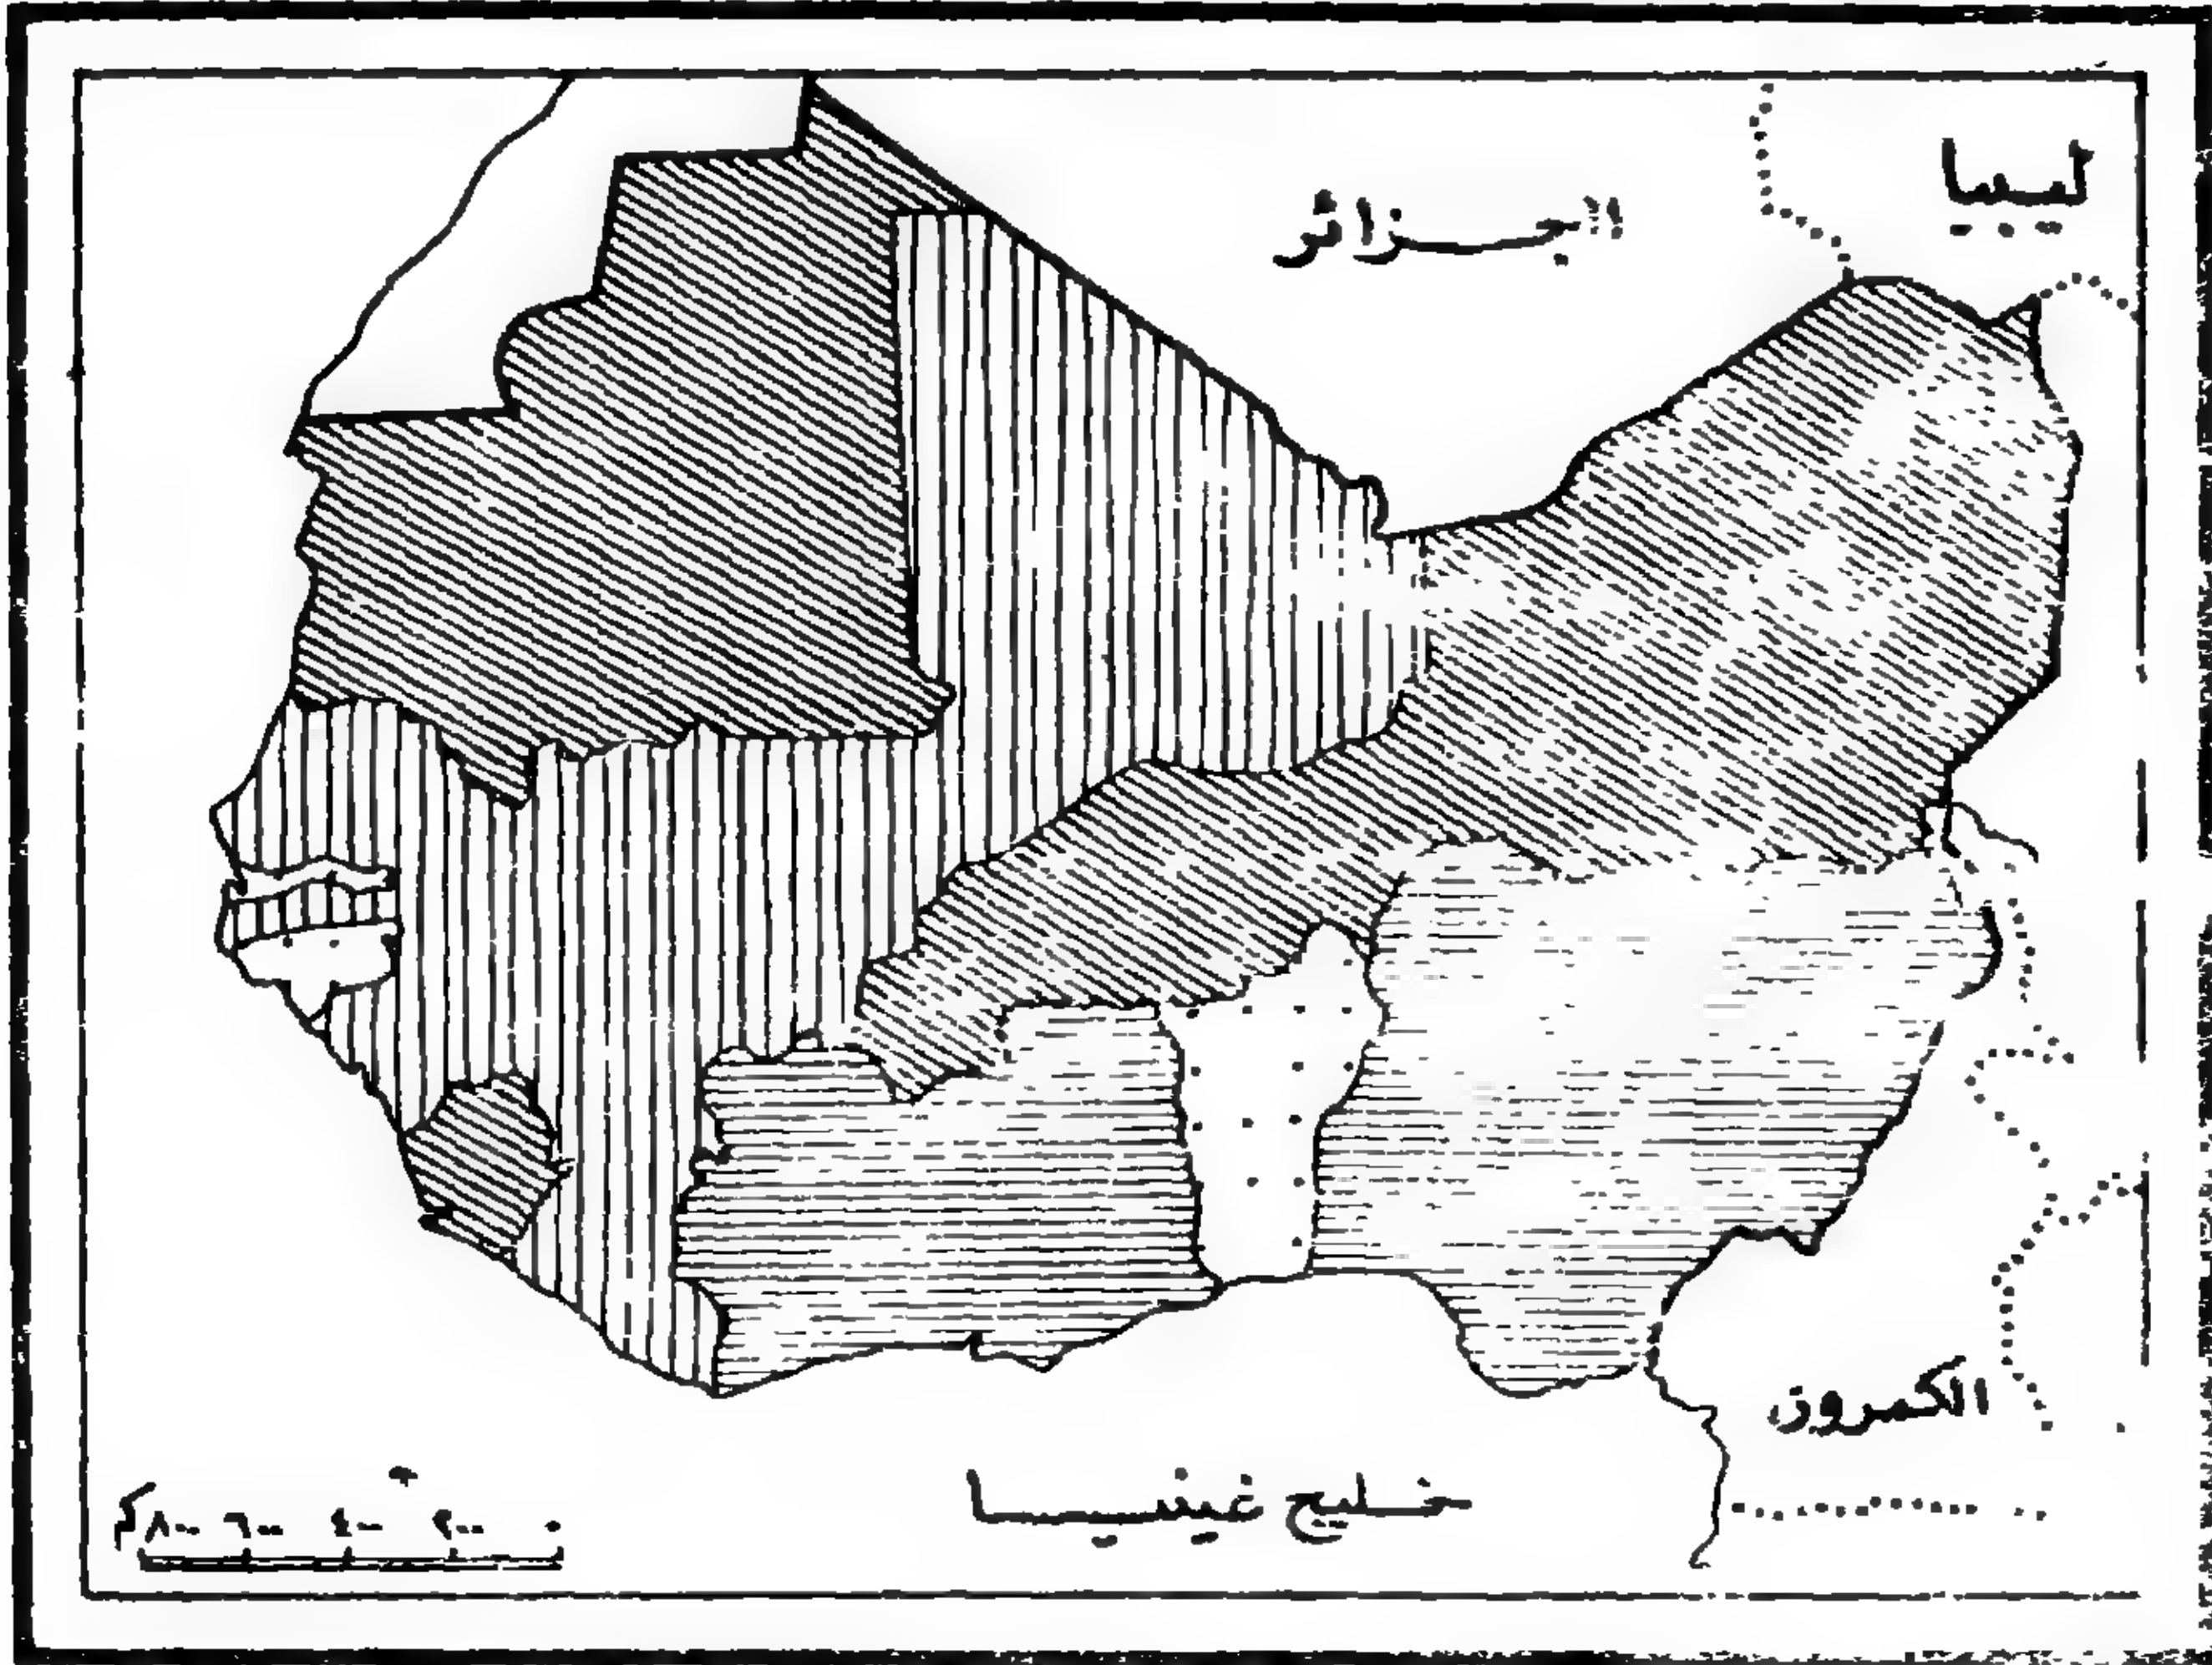 ليبيا
الجزائر
الكمرون
خليج غينيا
٠ ٢٠٠ ٤٠٠ ٦٠٠ ٨٠٠ كم